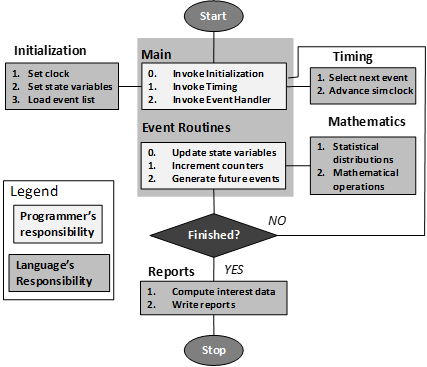 Start
Initialization
1. Set clock
2. Set state variables
3. Load event list
Main
0. Invoke Initialization
1. Invoke Timing
2. Invoke Event Handler
Timing
1. Select next event
2. Advance sim clock
Event Routines
0. Update state variables
1. Increment counters
2. Generate future events
Mathematics
1. Statistical
distributions
2. Mathematical
operations
Legend
Programmer's
responsibility
Language's
Responsibility
Finished?
NO
YES
Reports
1. Compute interest data
2. Write reports
Stop